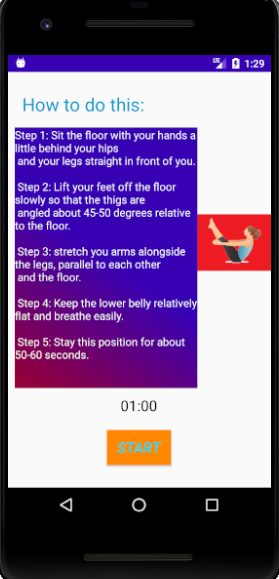 1:29
How to do this:
Step 1: Sit the floor with your hands a
little behind your hips
and your legs straight in front of you.
Step 2: Lift your feet off the floor
slowly so that the thigs are
angled about 45-50 degrees relative
to the floor.
Step 3: stretch you arms alongside
the legs, parallel to each other
and the floor.
Step 4: Keep the lower belly relatively
flat and breathe easily.
Step 5: Stay this position for about
50-60 seconds.
01:00
START